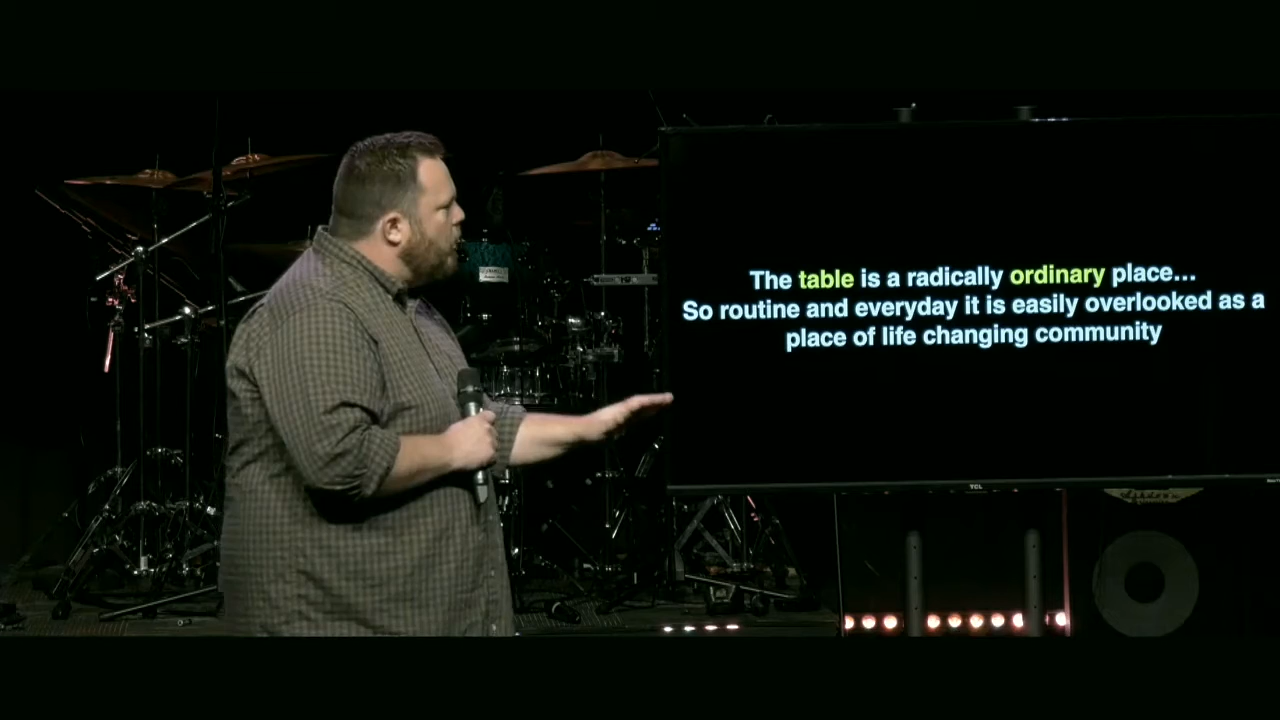 The table is a radically ordinary place...
So routine and everyday it is easily overlooked as a
place of life changing community
TCL